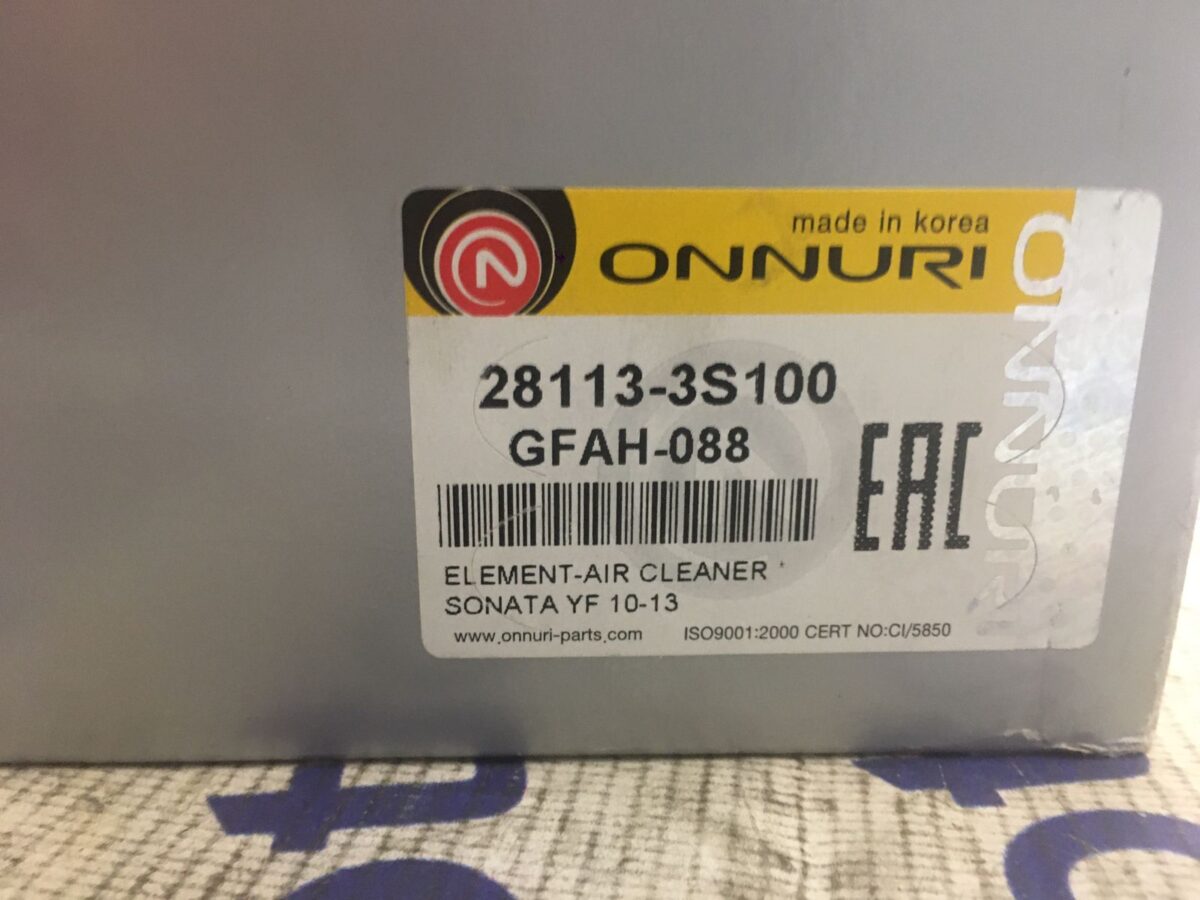 made in korea
ONNURI
ONNURI
28113-3S100
GFAH-088
EAC
ELEMENT-AIR CLEANER
SONATA YF 10-13
www.onnuri-parts.com ISO9001:2000 CERT NO:CI/5850